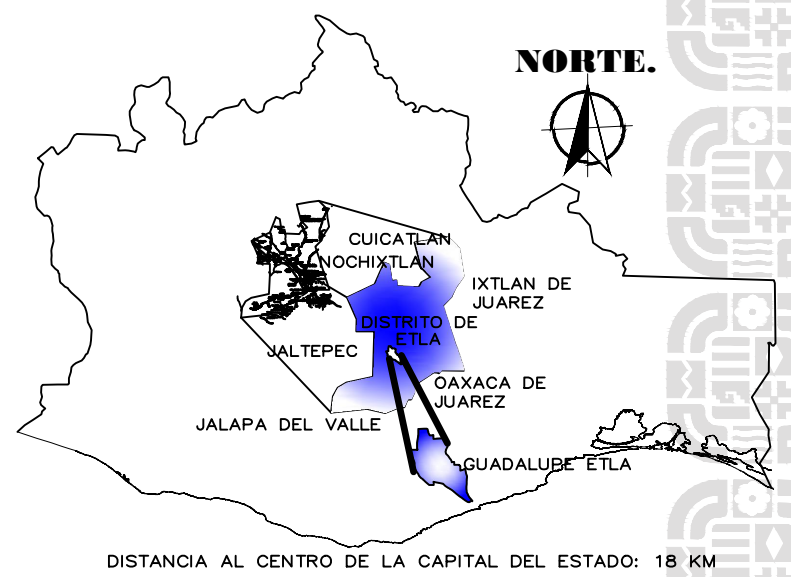 NORTE.
CUICATLAN
NOCHIXTLAN
IXTLAN DE
JUAREZ
DISTRITO DE
ETLA
JALTEPEC
OAXACA DE
JUAREZ
JALAPA DEL VALLE
GUADALUPE ETLA
DISTANCIA AL CENTRO DE LA CAPITAL DEL ESTADO: 18 KM